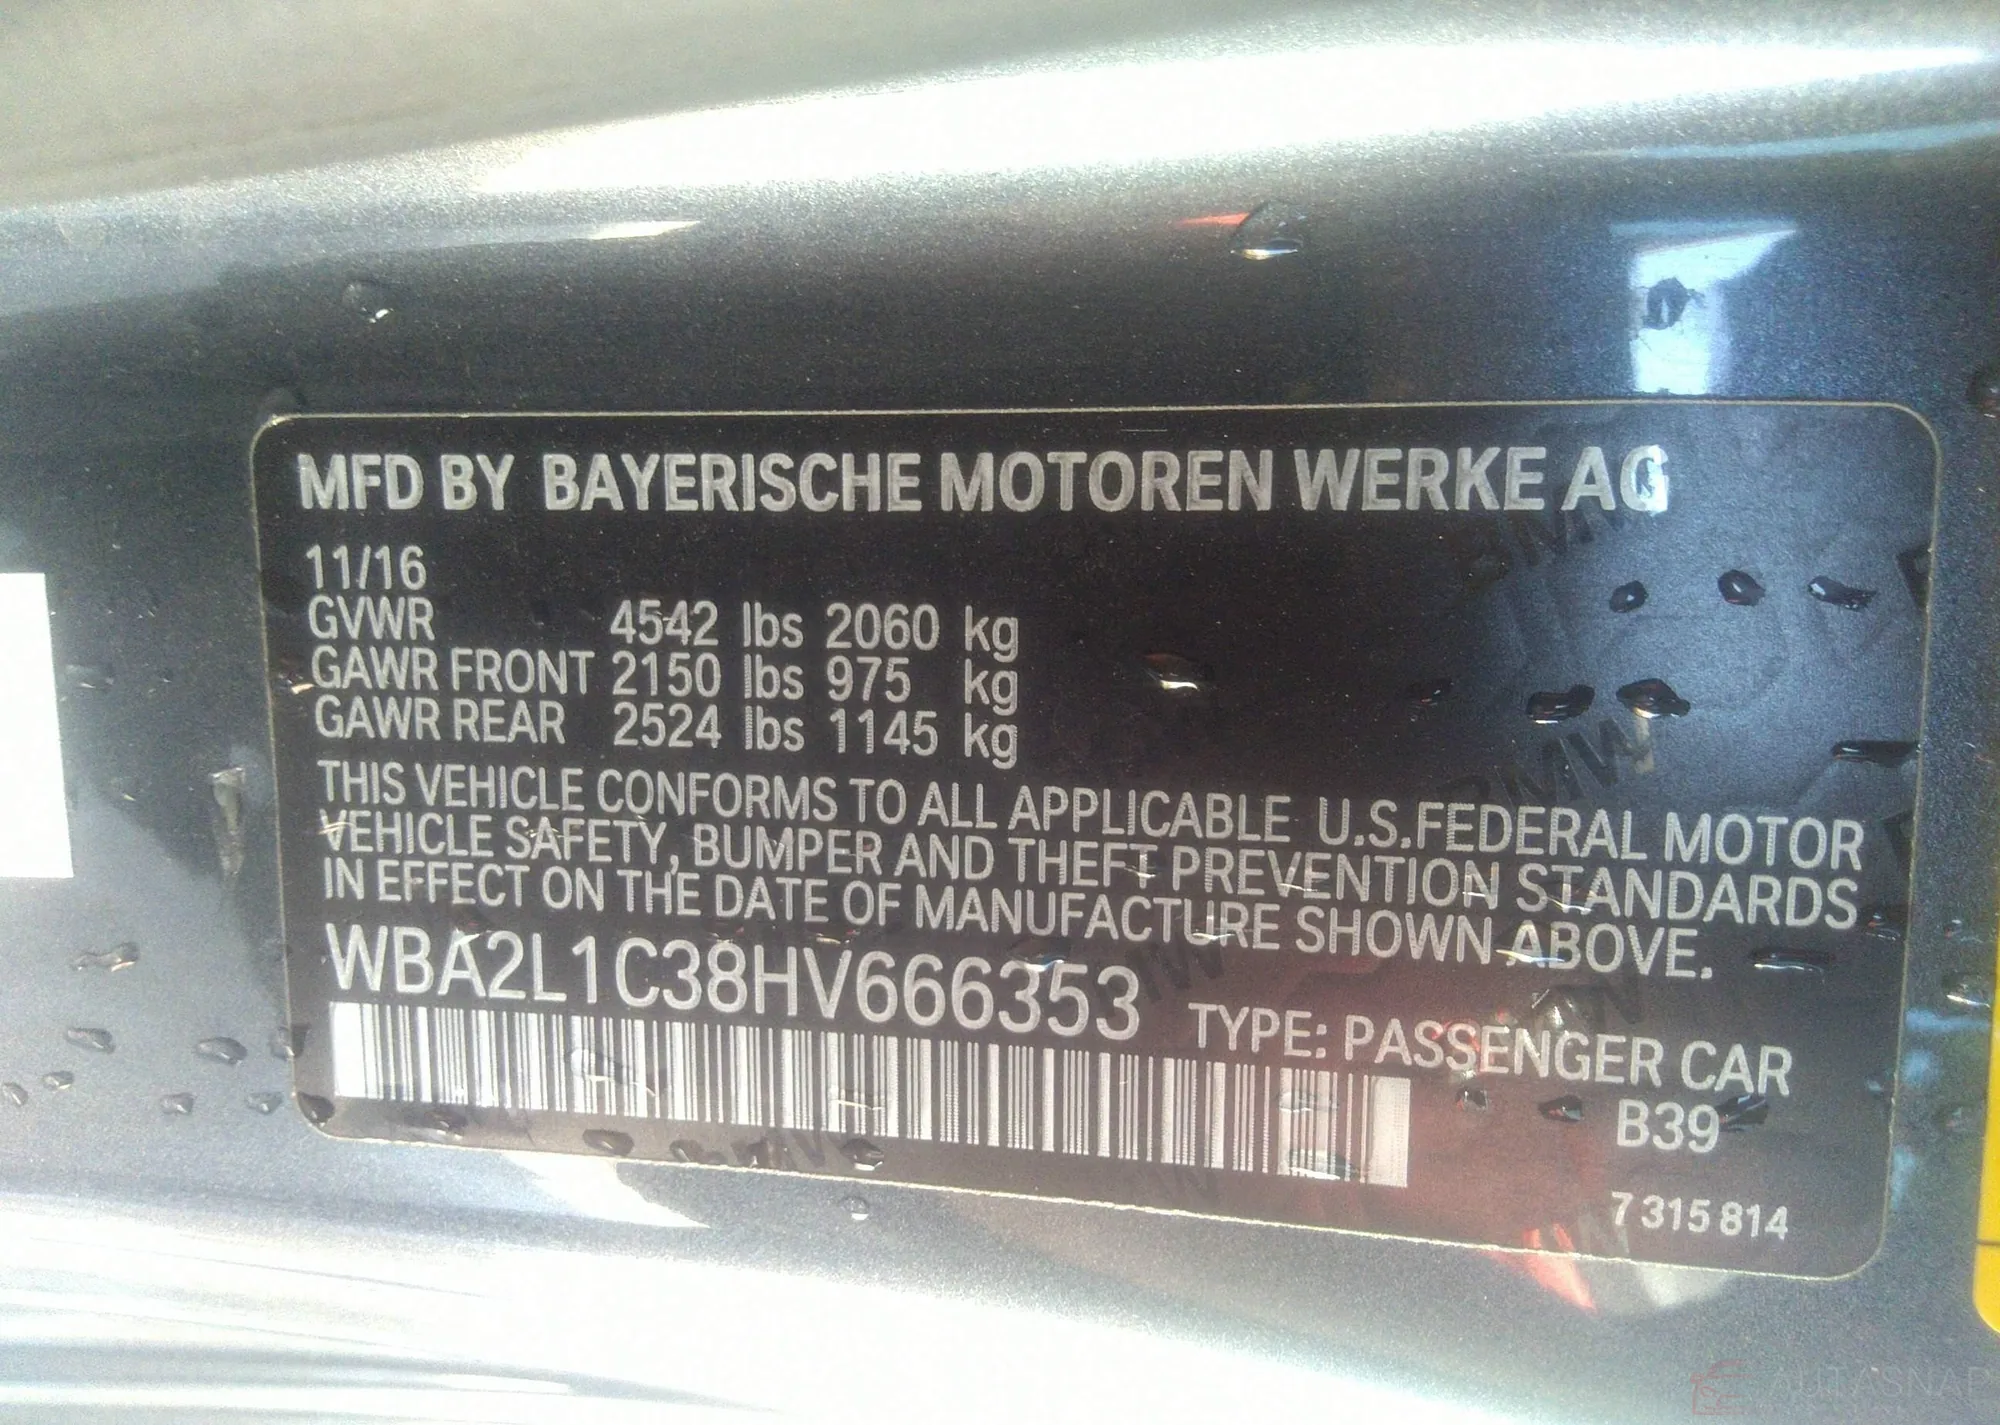 MFD BY BAYERISCHE MOTOREN WERKE AG
11/16
GVWR 4542 lbs 2060 kg
GAWR FRONT 2150 lbs 975 kg
GAWR REAR 2524 lbs 1145 kg
THIS VEHICLE CONFORMS TO ALL APPLICABLE U.S.FEDERAL MOTOR
VEHICLE SAFETY, BUMPER AND THEFT PREVENTION STANDARDS
IN EFFECT ON THE DATE OF MANUFACTURE SHOWN ABOVE.
WBA2L1C38HV666353
TYPE: PASSENGER CAR
B39
7 315 814